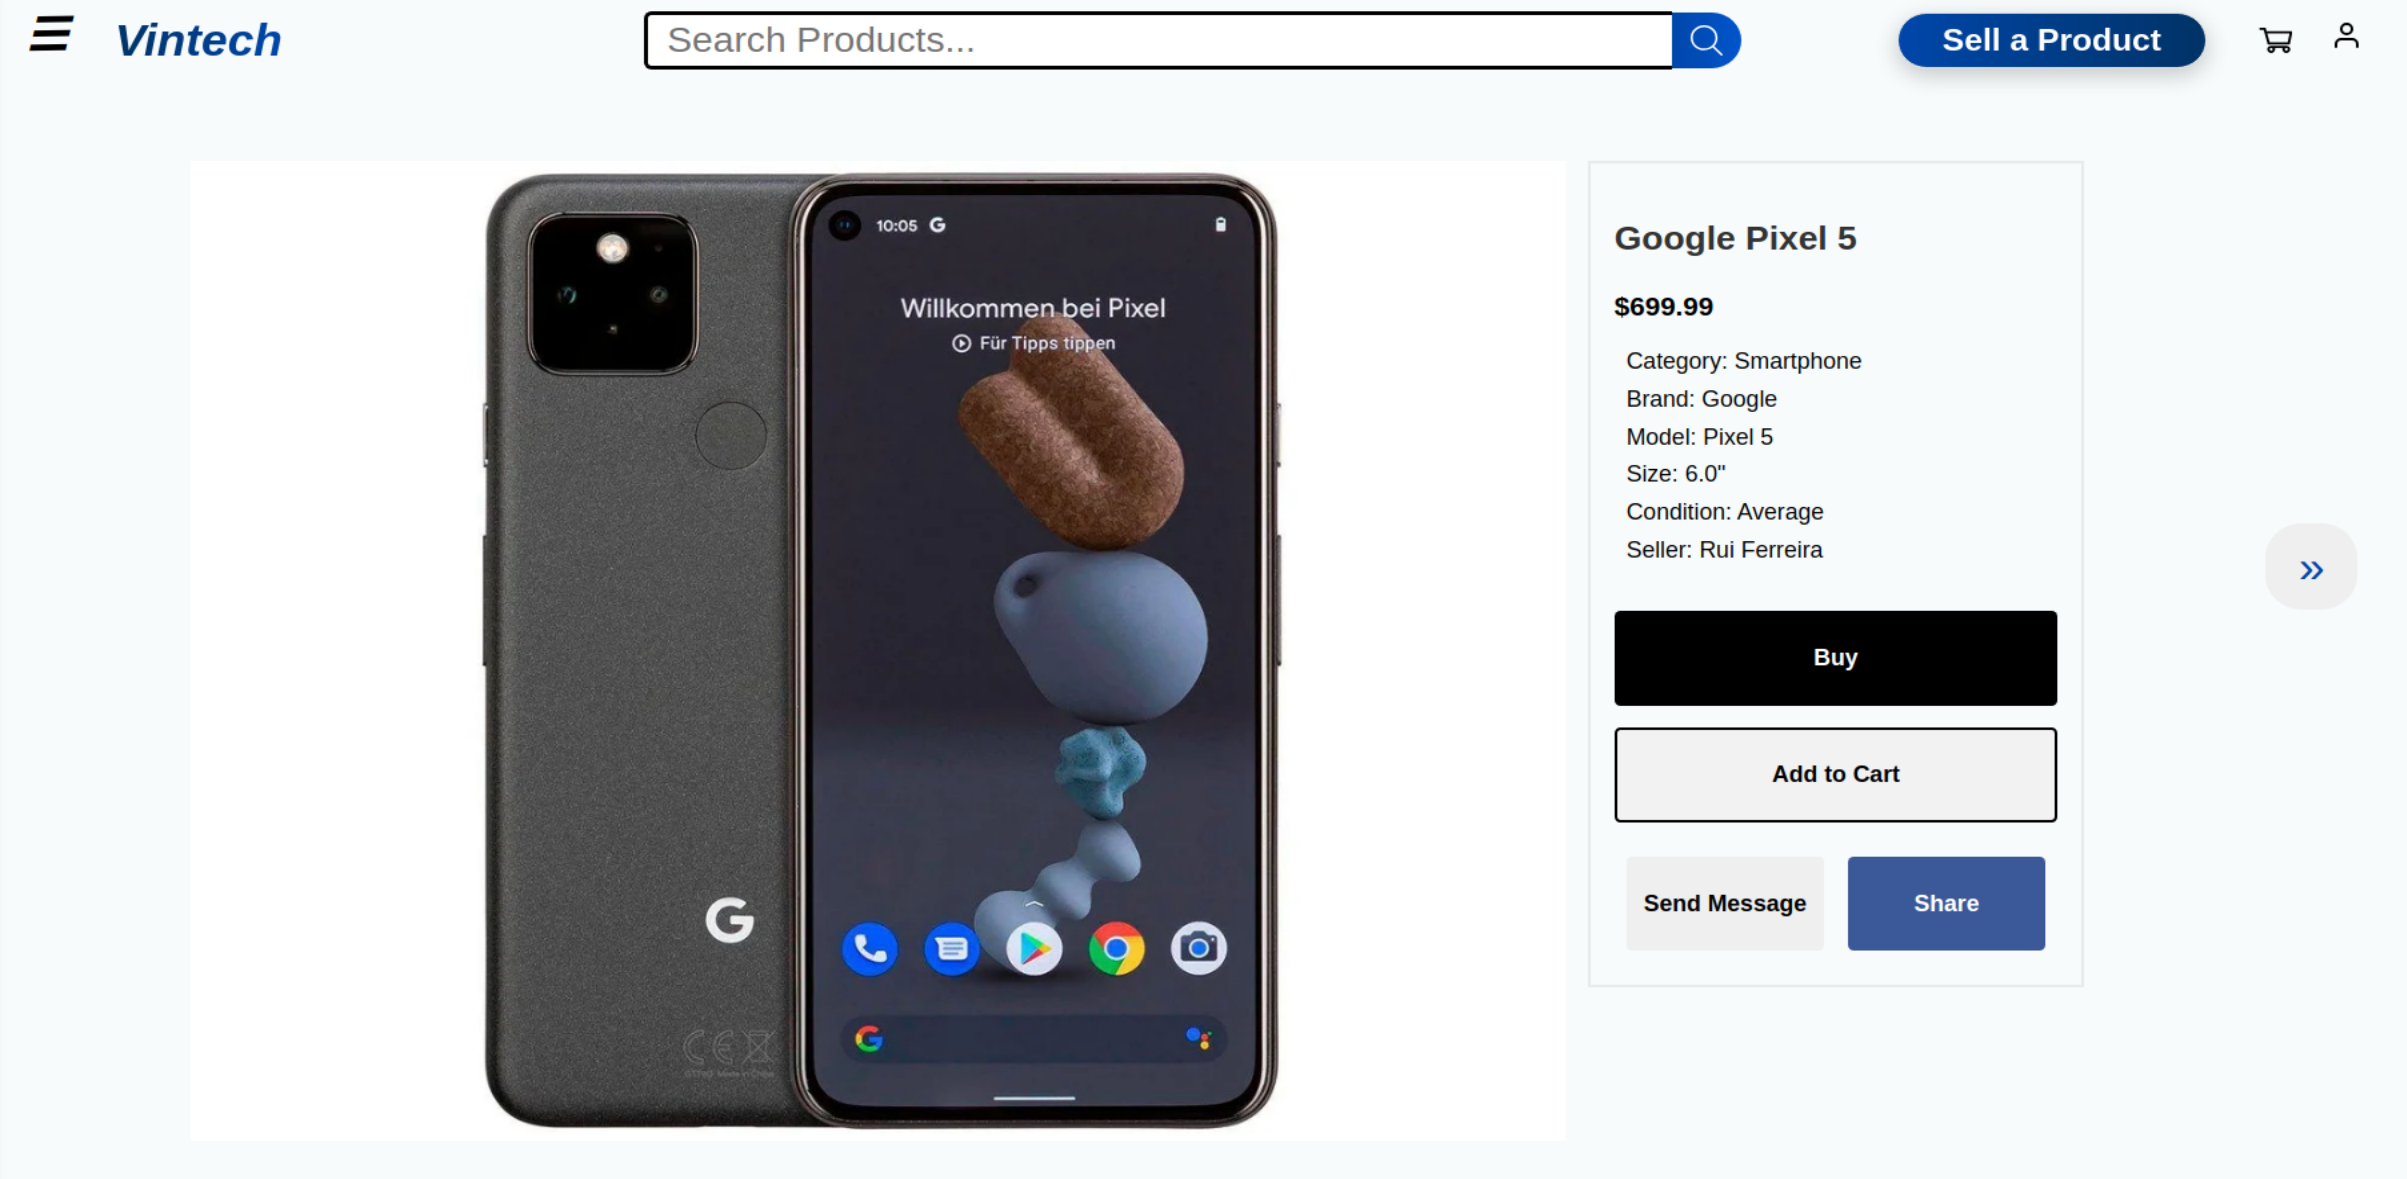 Vintech
Search Products...
Sell a Product
10:05
Willkommen bei Pixel
Für Tipps tippen
G
CE
Google Pixel 5
$699.99
Category: Smartphone
Brand: Google
Model: Pixel 5
Size: 6.0"
Condition: Average
Seller: Rui Ferreira
Buy
Add to Cart
Send Message
Share